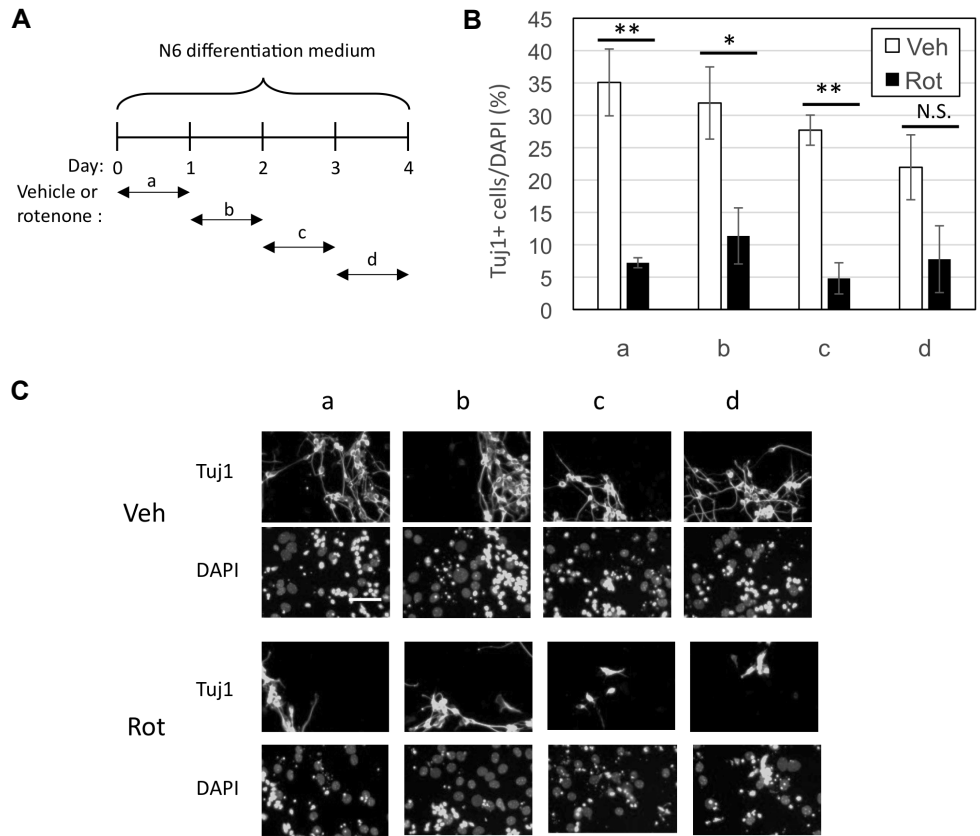 A
N6 differentiation medium
Day: 0 1 2 3 4
Vehicle or
rotenone :
a
b
c
d
B
Tuj1+ cells/DAPI (%)
45
40
35
30
25
20
15
10
5
0
** * ** N.S.
Veh
Rot
a b c d
C
a b c d
Veh
Tuj1
DAPI
Rot
Tuj1
DAPI